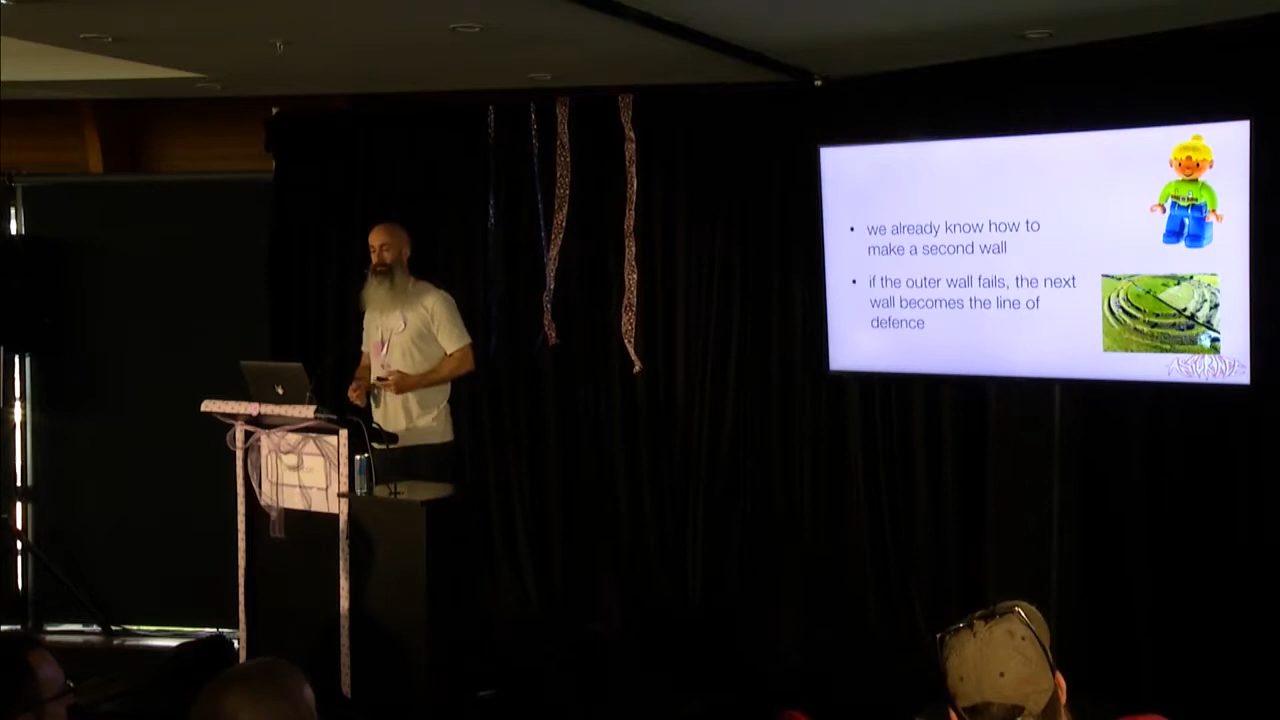 • we already know how to
make a second wall
• if the outer wall fails, the next
wall becomes the line of
defence